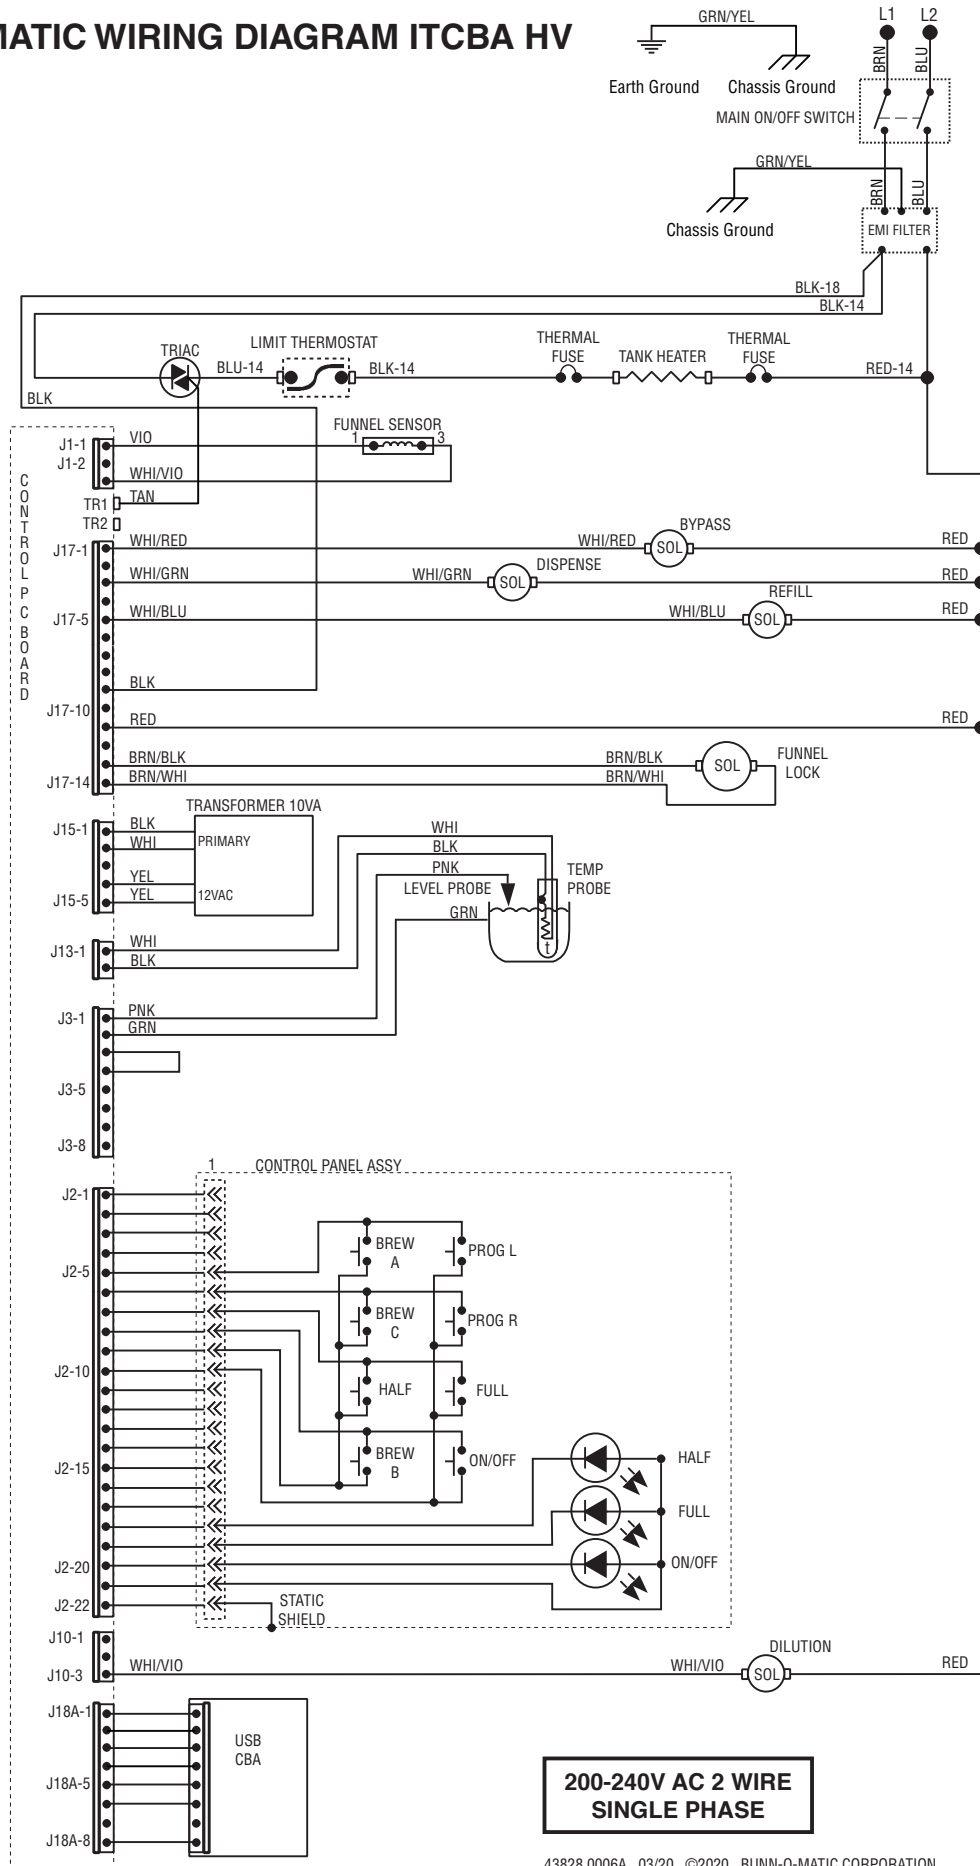 MATIC WIRING DIAGRAM ITCBA HV
GRN/YEL
L1 L2
BRN
BLU
Earth Ground
Chassis Ground
MAIN ON/OFF SWITCH
GRN/YEL
BRN
BLU
Chassis Ground
EMI FILTER
BLK-18
BLK-14
TRIAC
BLU-14
LIMIT THERMOSTAT
BLK-14
THERMAL
FUSE
TANK HEATER
THERMAL
FUSE
RED-14
BLK
CONTROL PC BOARD
J1-1
VIO
FUNNEL SENSOR
1
3
J1-2
WHI/VIO
TR1
TAN
TR2
J17-1
WHI/RED
WHI/RED
SOL
BYPASS
RED
WHI/GRN
WHI/GRN
SOL
DISPENSE
RED
J17-5
WHI/BLU
WHI/BLU
SOL
REFILL
RED
BLK
J17-10
RED
RED
BRN/BLK
BRN/BLK
SOL
FUNNEL
LOCK
J17-14
BRN/WHI
BRN/WHI
TRANSFORMER 10VA
J15-1
BLK
WHI
PRIMARY
YEL
J15-5
YEL
12VAC
WHI
BLK
PNK
LEVEL PROBE
TEMP
PROBE
GRN
t
J13-1
WHI
BLK
J3-1
PNK
GRN
J3-5
J3-8
1
CONTROL PANEL ASSY
J2-1
J2-5
BREW
A
PROG L
BREW
C
PROG R
J2-10
HALF
FULL
J2-15
BREW
B
ON/OFF
HALF
FULL
J2-20
ON/OFF
J2-22
STATIC
SHIELD
J10-1
J10-3
WHI/VIO
WHI/VIO
SOL
DILUTION
RED
J18A-1
USB
CBA
J18A-5
J18A-8
200-240V AC 2 WIRE
SINGLE PHASE
43828.0006A 03/20 ©2020 BUNN-O-MATIC CORPORATION